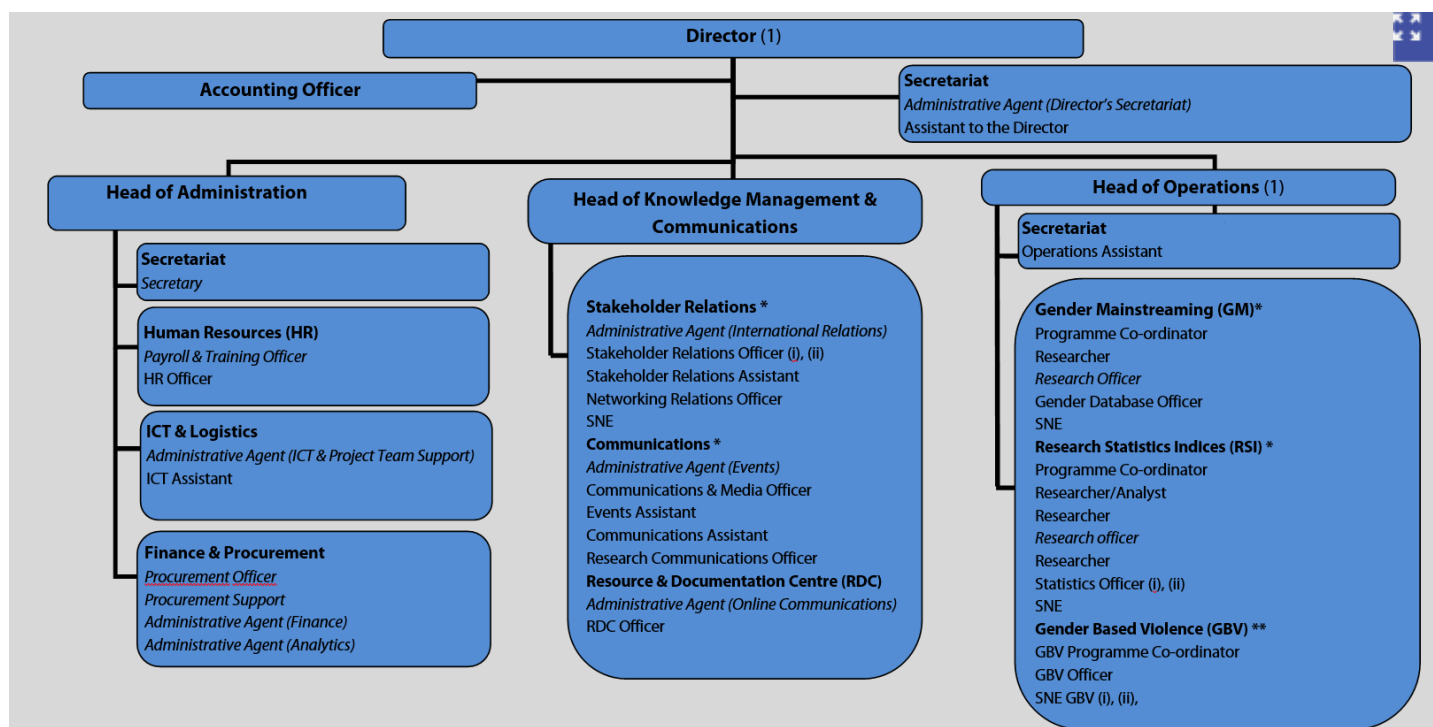 Director (1)
Accounting Officer
Secretariat
Administrative Agent (Director's Secretariat)
Assistant to the Director
Head of Administration
Secretariat
Secretary
Human Resources (HR)
Payroll & Training Officer
HR Officer
ICT & Logistics
Administrative Agent (ICT & Project Team Support)
ICT Assistant
Finance & Procurement
Procurement Officer
Procurement Support
Administrative Agent (Finance)
Administrative Agent (Analytics)
Head of Knowledge Management &
Communications
Stakeholder Relations *
Administrative Agent (International Relations)
Stakeholder Relations Officer (i), (ii)
Stakeholder Relations Assistant
Networking Relations Officer
SNE
Communications *
Administrative Agent (Events)
Communications & Media Officer
Events Assistant
Communications Assistant
Research Communications Officer
Resource & Documentation Centre (RDC)
Administrative Agent (Online Communications)
RDC Officer
Head of Operations (1)
Secretariat
Operations Assistant
Gender Mainstreaming (GM)*
Programme Co-ordinator
Researcher
Research Officer
Gender Database Officer
SNE
Research Statistics Indices (RSI) *
Programme Co-ordinator
Researcher/Analyst
Researcher
Research officer
Researcher
Statistics Officer (i), (ii)
SNE
Gender Based Violence (GBV) **
GBV Programme Co-ordinator
GBV Officer
SNE GBV (i), (ii),